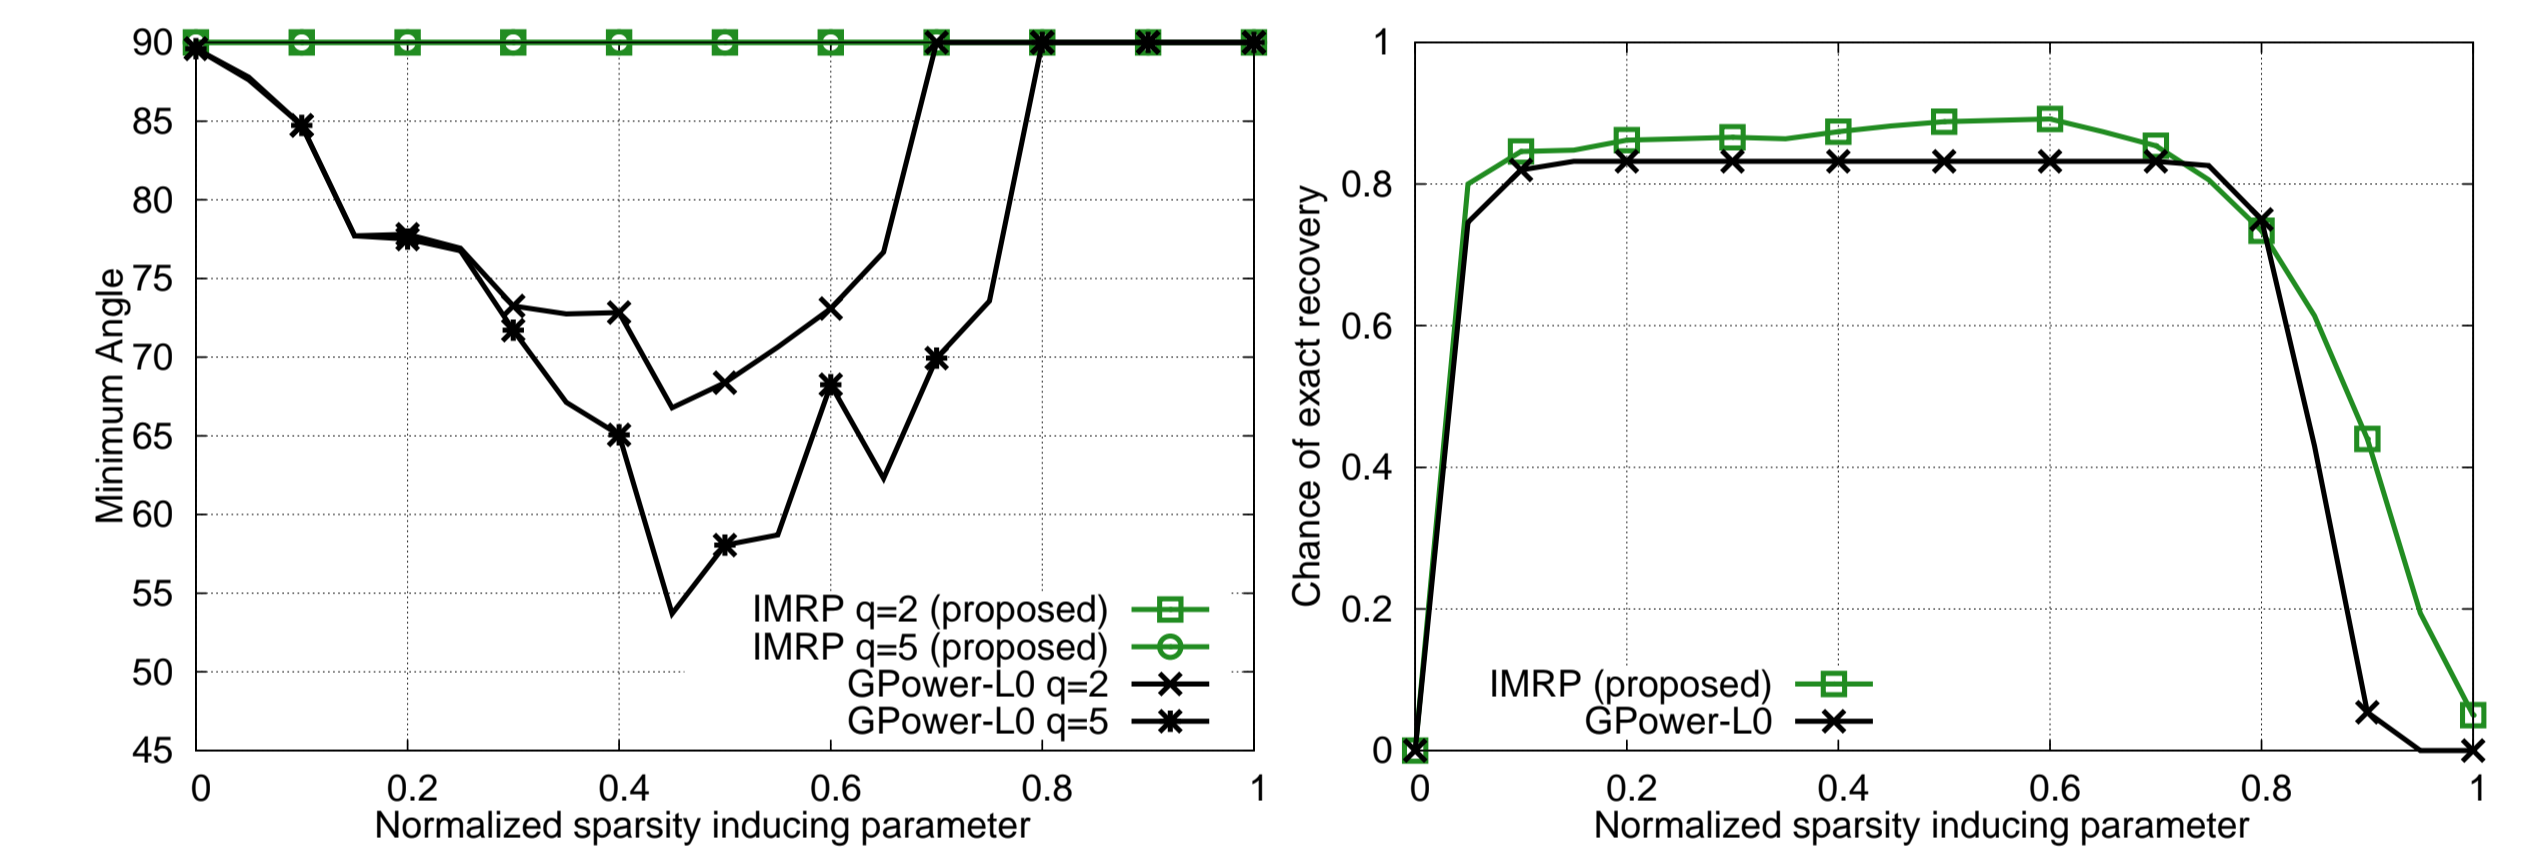 90
85
80
75
70
65
60
55
50
45
Minimum Angle
IMRP q=2 (proposed)
IMRP q=5 (proposed)
GPower-L0 q=2
GPower-L0 q=5
0 0.2 0.4 0.6 0.8 1
Normalized sparsity inducing parameter
1
0.8
0.6
0.4
0.2
0
Chance of exact recovery
IMRP (proposed)
GPower-L0
0 0.2 0.4 0.6 0.8 1
Normalized sparsity inducing parameter